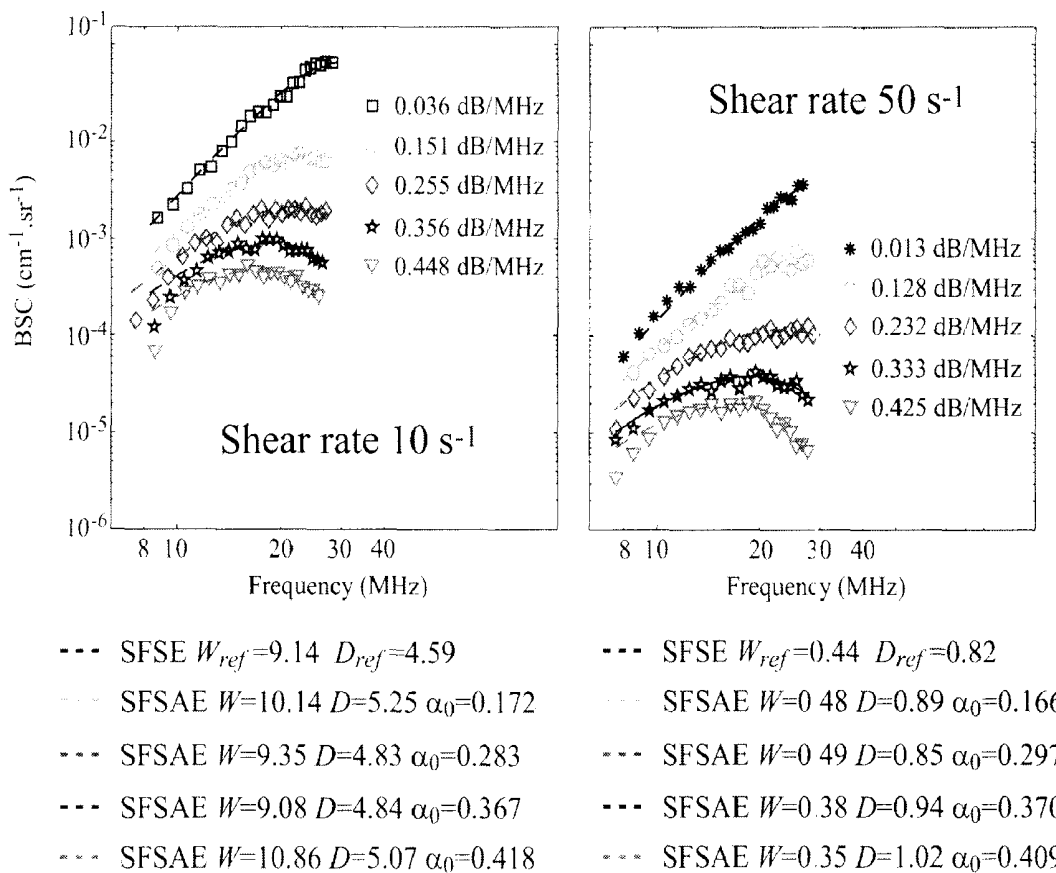 BSC (cm-1.sr-1)
10-1
10-2
10-3
10-4
10-5
10-6
0.036 dB/MHz
0.151 dB/MHz
0.255 dB/MHz
0.356 dB/MHz
0.448 dB/MHz
Shear rate 10 s-1
8 10 20 30 40
Frequency (MHz)
Shear rate 50 s-1
0.013 dB/MHz
0.128 dB/MHz
0.232 dB/MHz
0.333 dB/MHz
0.425 dB/MHz
8 10 20 30 40
Frequency (MHz)
SFSE Wref=9.14 Dref=4.59
SFSAE W=10.14 D=5.25 α0=0.172
SFSAE W=9.35 D=4.83 α0=0.283
SFSAE W=9.08 D=4.84 α0=0.367
SFSAE W=10.86 D=5.07 α0=0.418
SFSE Wref=0.44 Dref=0.82
SFSAE W=0 48 D=0.89 α0=0.166
SFSAE W=0 49 D=0.85 α0=0.297
SFSAE W=0.38 D=0.94 α0=0.370
SFSAE W=0.35 D=1.02 α0=0.409